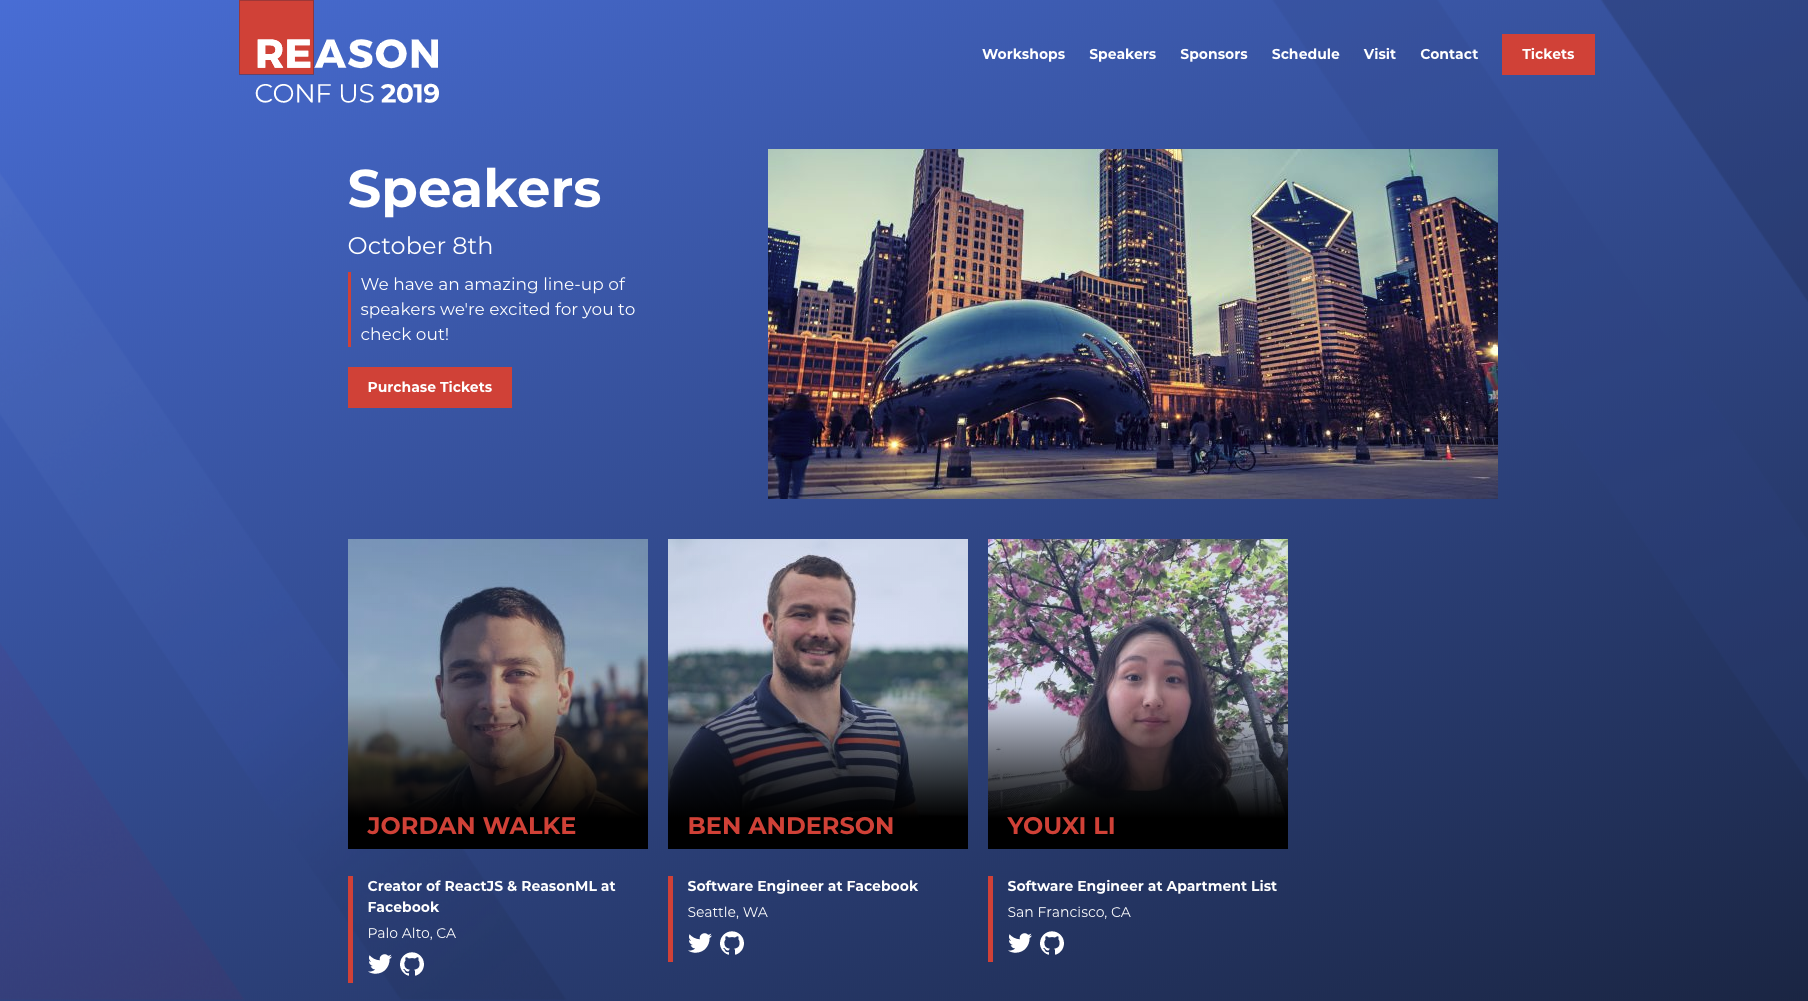 REASON
CONF US 2019
Workshops Speakers Sponsors Schedule Visit Contact Tickets
Speakers
October 8th
We have an amazing line-up of
speakers we're excited for you to
check out!
Purchase Tickets
JORDAN WALKE
Creator of ReactJS & ReasonML at
Facebook
Palo Alto, CA
BEN ANDERSON
Software Engineer at Facebook
Seattle, WA
YOUXI LI
Software Engineer at Apartment List
San Francisco, CA